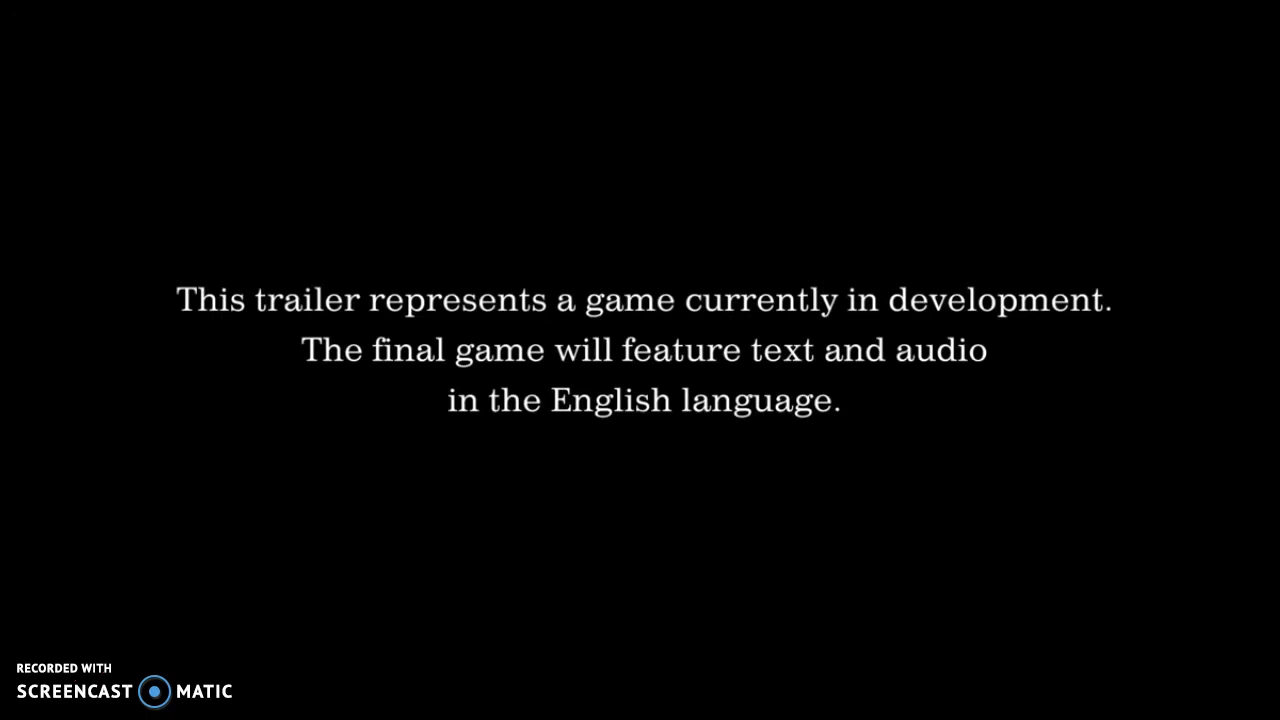 This trailer represents a game currently in development.
The final game will feature text and audio
in the English language.
RECORDED WITH
SCREENCAST MATIC